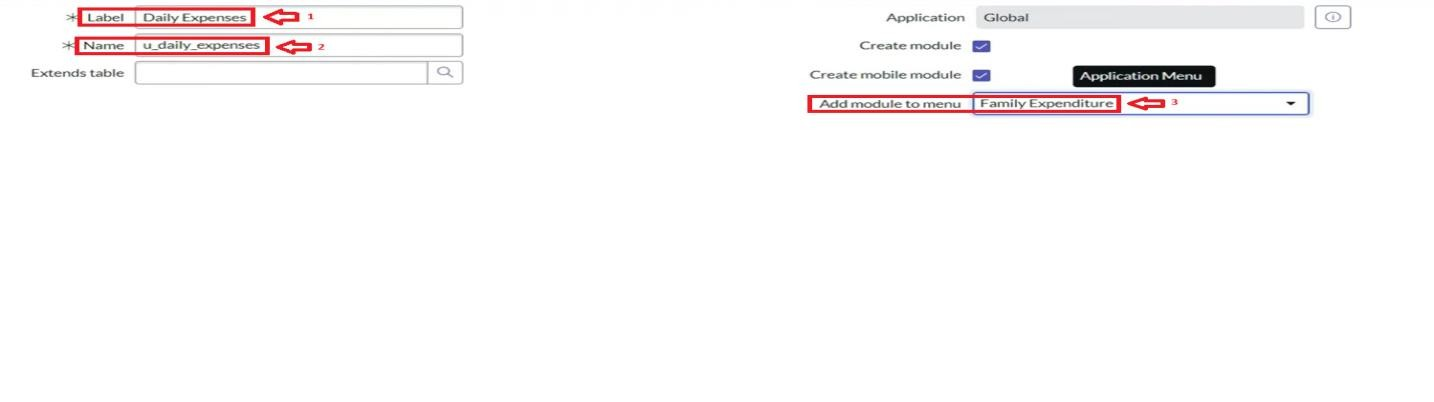 Label Daily Expenses 1
Name u_daily_expenses 2
Extends table
Application Global
Create module
Create mobile module Application Menu
Add module to menu Family Expenditure 3